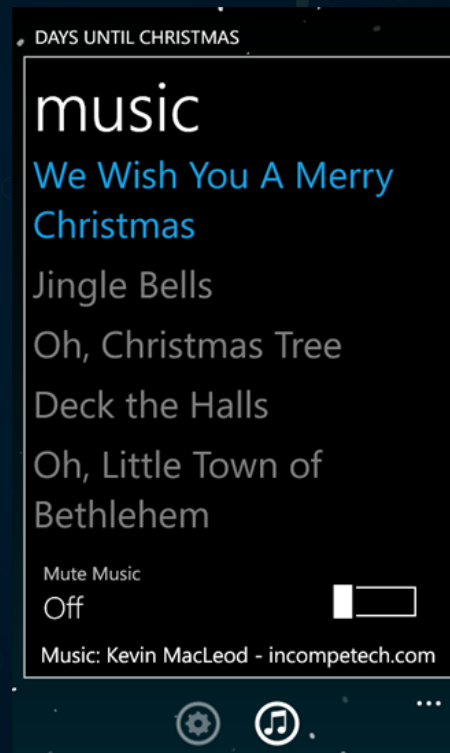 DAYS UNTIL CHRISTMAS
music
We Wish You A Merry
Christmas
Jingle Bells
Oh, Christmas Tree
Deck the Halls
Oh, Little Town of
Bethlehem
Mute Music
Off
Music: Kevin MacLeod - incompetech.com